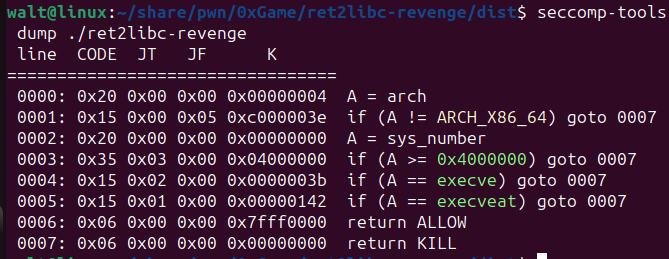 walt@linux:~/share/pwn/0xGame/ret2libc-revenge/dist$ seccomp-tools
dump ./ret2libc-revenge
line  CODE  JT   JF      K
=================================
0000: 0x20 0x00 0x00 0x00000004  A = arch
0001: 0x15 0x00 0x05 0xc000003e  if (A != ARCH_X86_64) goto 0007
0002: 0x20 0x00 0x00 0x00000000  A = sys_number
0003: 0x35 0x03 0x00 0x04000000  if (A >= 0x4000000) goto 0007
0004: 0x15 0x02 0x00 0x0000003b  if (A == execve) goto 0007
0005: 0x15 0x01 0x00 0x00000142  if (A == execveat) goto 0007
0006: 0x06 0x00 0x00 0x7fff0000  return ALLOW
0007: 0x06 0x00 0x00 0x00000000  return KILL